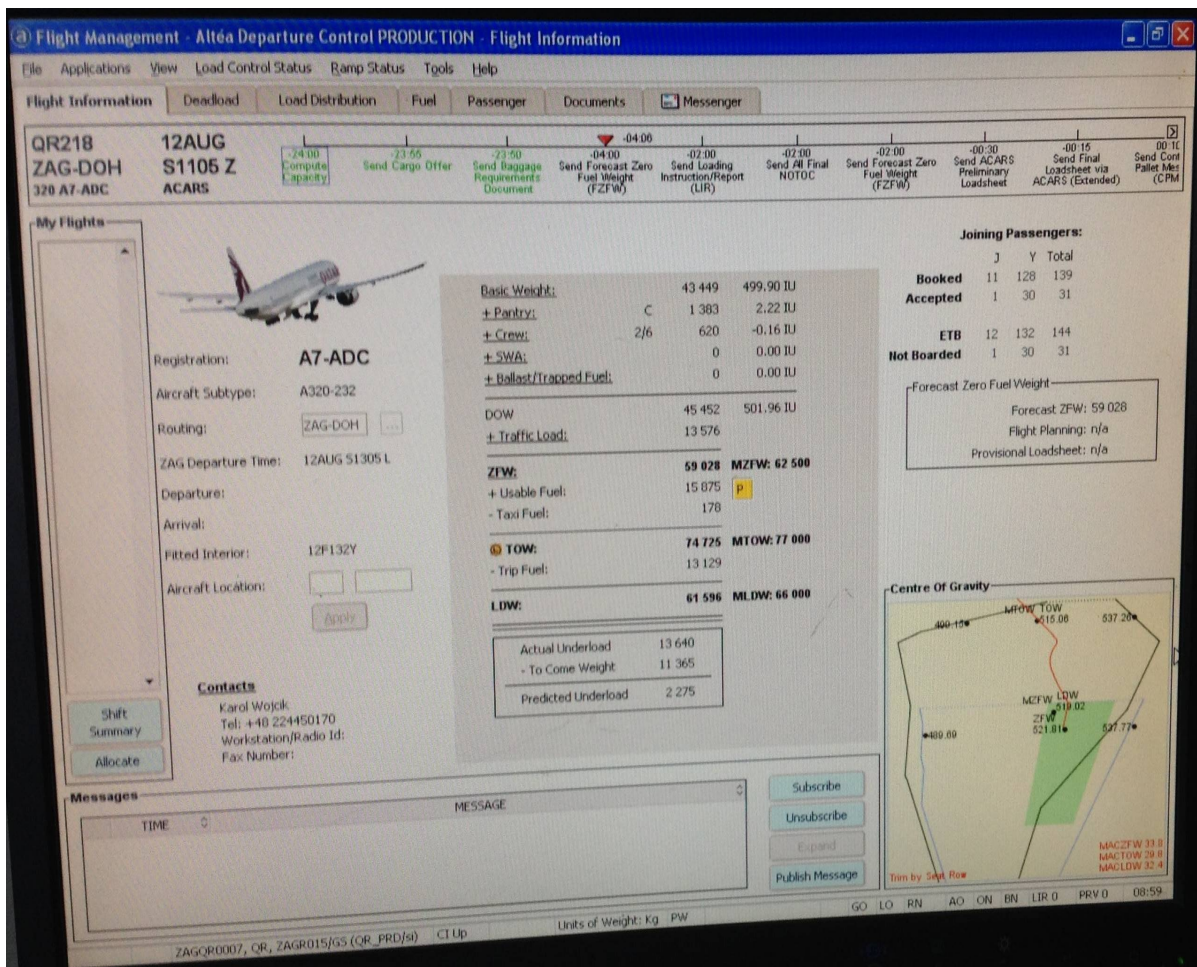 Flight Management - Altéa Departure Control PRODUCTION - Flight Information
File Applications View Load Control Status Ramp Status Tools Help
Flight Information Deadload Load Distribution Fuel Passenger Documents Messenger
QR218 12AUG
ZAG-DOH S1105 Z
320 A7-ADC ACARS
-04:06
-24:00 Compute Capacity
-23:55 Send Cargo Offer
-23:50 Send Baggage Requirements Document
-04:00 Send Forecast Zero Fuel Weight (FZFW)
-02:00 Send Loading Instruction/Report (LIR)
-02:00 Send All Final NOTOC
-02:00 Send Forecast Zero Fuel Weight (FZFW)
-00:30 Send ACARS Preliminary Loadsheet
-00:15 Send Final Loadsheet via ACARS (Extended)
00:10 Send Cont Pallet Mes (CPM
My Flights
Registration: A7-ADC
Aircraft Subtype: A320-232
Routing: ZAG-DOH ...
ZAG Departure Time: 12AUG S1305 L
Departure:
Arrival:
Fitted Interior: 12F132Y
Aircraft Location:
Apply
Contacts
Karol Wojcik
Tel: +48 224450170
Workstation/Radio Id:
Fax Number:
Shift Summary
Allocate
Basic Weight: 43 449 499.90 IU
+ Pantry: C 1 383 2.22 IU
+ Crew: 2/6 620 -0.16 IU
+ SWA: 0 0.00 IU
+ Ballast/Trapped Fuel: 0 0.00 IU
DOW 45 452 501.96 IU
+ Traffic Load: 13 576
ZFW: 59 028 MZFW: 62 500
+ Usable Fuel: 15 875 P
- Taxi Fuel: 178
TOW: 74 725 MTOW: 77 000
- Trip Fuel: 13 129
LDW: 61 596 MLDW: 66 000
Actual Underload 13 640
- To Come Weight 11 365
Predicted Underload 2 275
Joining Passengers:
J Y Total
Booked 11 128 139
Accepted 1 30 31
ETB 12 132 144
Not Boarded 1 30 31
Forecast Zero Fuel Weight
Forecast ZFW: 59 028
Flight Planning: n/a
Provisional Loadsheet: n/a
Centre Of Gravity
MTOW TOW
499.15 515.06 537.26
MZFW LDW
519.02
ZFW
489.69 521.81 537.77
MACZFW 33.8
MACTOW 29.8
MACLDW 32.4
Trim by Seat Row
Messages
TIME MESSAGE
Subscribe
Unsubscribe
Expand
Publish Message
GO LO RN AO ON BN LIR 0 PRV 0 08:59
ZAGQR0007, QR, ZAGR015/GS (QR_PRD/si) CI Up Units of Weight: Kg PW